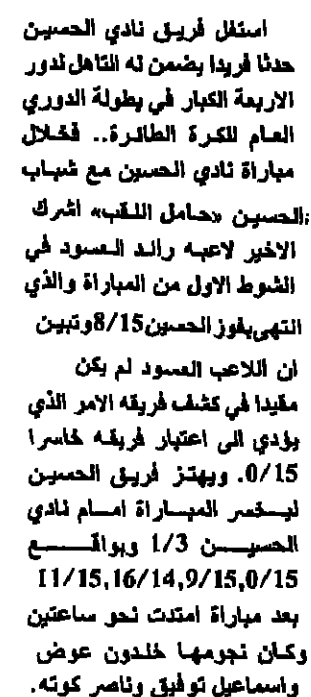 استغل فريق نادي الحسين
حدثا فريدا يضمن له التاهل لدور
الاربعة الكبار في بطولة الدوري
العام للكرة الطائرة.. فخلال
مباراة نادي الحسين مع شباب
الحسين «حامل اللقب» اشرك
الاخير لاعبه رائد العسود في
الشوط الاول من المباراة والذي
انتهى بفوز الحسين 8/15 وتبين
ان اللاعب العسود لم يكن
مقيدا في كشف فريقه الامر الذي
يؤدي الى اعتبار فريقه خاسرا
0/15. ويهتز فريق الحسين
ليخسر المباراة امام نادي
الحسين 1/3 وبواقع
11/15,16/14,9/15,0/15
بعد مباراة امتدت نحو ساعتين
وكان نجومها خلدون عوض
واسماعيل توفيق وناصر كوته.